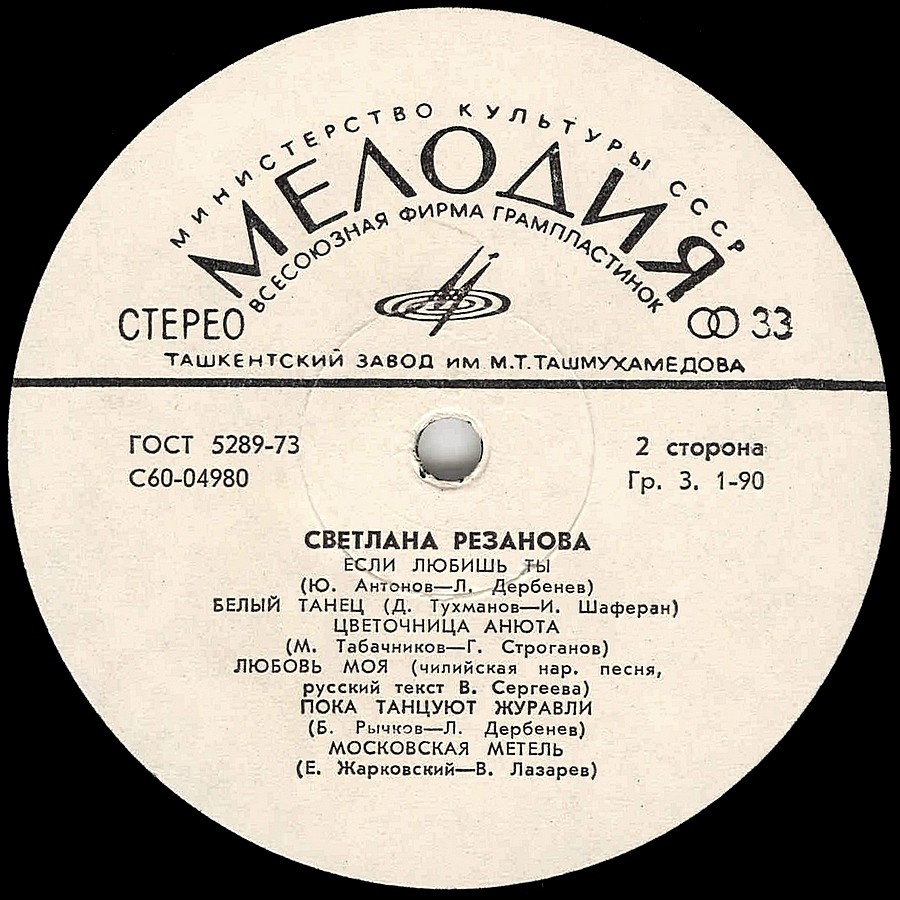 МИНИСТЕРСТВО КУЛЬТУРЫ СССР
МЕЛОДИЯ
ВСЕСОЮЗНАЯ ФИРМА ГРАМПЛАСТИНОК
СТЕРЕО
33
ТАШКЕНТСКИЙ ЗАВОД ИМ М.Т.ТАШМУХАМЕДОВА
ГОСТ 5289-73
2 сторона
С60-04980
Гр. 3. 1-90
СВЕТЛАНА РЕЗАНОВА
ЕСЛИ ЛЮБИШЬ ТЫ
(Ю. Антонов—Л. Дербенев)
БЕЛЫЙ ТАНЕЦ (Д. Тухманов—И. Шаферан)
ЦВЕТОЧНИЦА АНЮТА
(М. Табачников—Г. Строганов)
ЛЮБОВЬ МОЯ (чилийская нар. песня,
русский текст В. Сергеева)
ПОКА ТАНЦУЮТ ЖУРАВЛИ
(Б. Рычков—Л. Дербенев)
МОСКОВСКАЯ МЕТЕЛЬ
(Е. Жарковский—В. Лазарев)